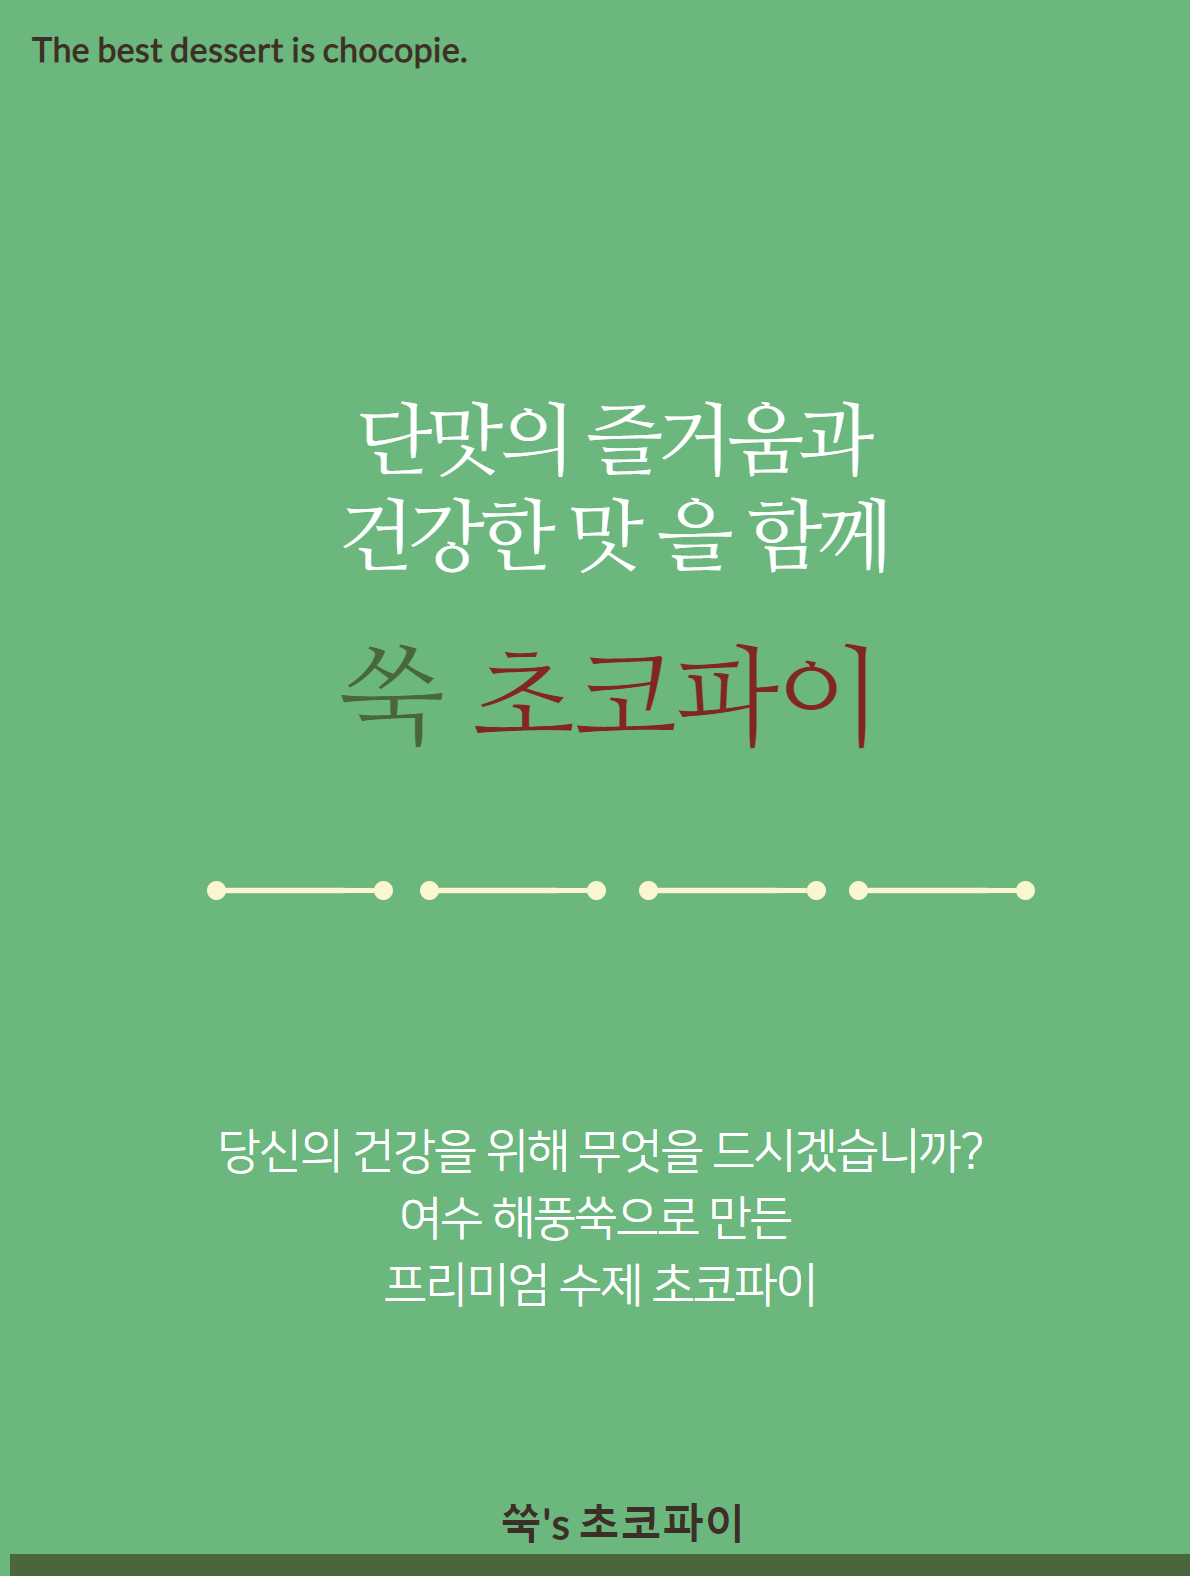 The best dessert is chocopie.
단맛의 즐거움과
건강한 맛 을 함께
쑥 초코파이
당신의 건강을 위해 무엇을 드시겠습니까?
여수 해풍쑥으로 만든
프리미엄 수제 초코파이
쑥's 초코파이